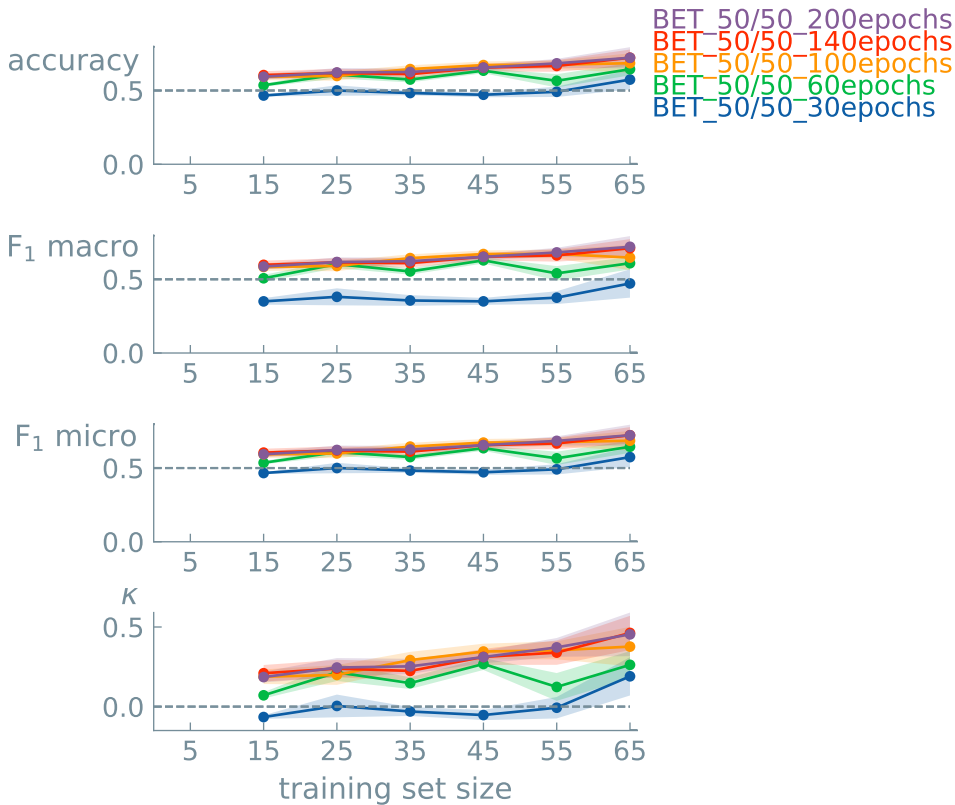 BET_50/50_200epochs
BET_50/50_140epochs
BET_50/50_100epochs
BET_50/50_60epochs
BET_50/50_30epochs
accuracy
0.5
0.0
5 15 25 35 45 55 65
F₁ macro
0.5
0.0
5 15 25 35 45 55 65
F₁ micro
0.5
0.0
5 15 25 35 45 55 65
κ
0.5
0.0
5 15 25 35 45 55 65
training set size